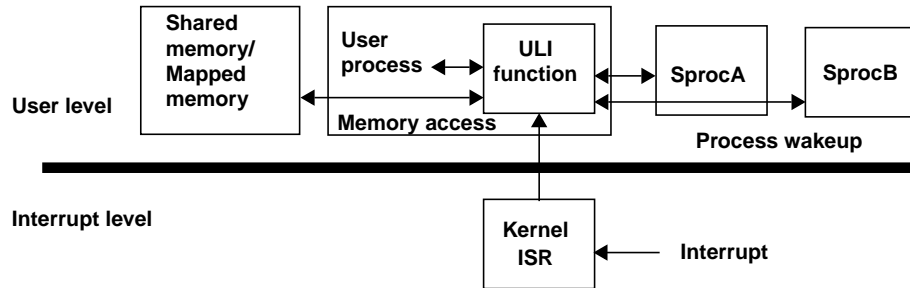 Shared
memory/
Mapped
memory
User
process
ULI
function
SprocA
SprocB
User level
Memory access
Process wakeup
Interrupt level
Kernel
ISR
Interrupt